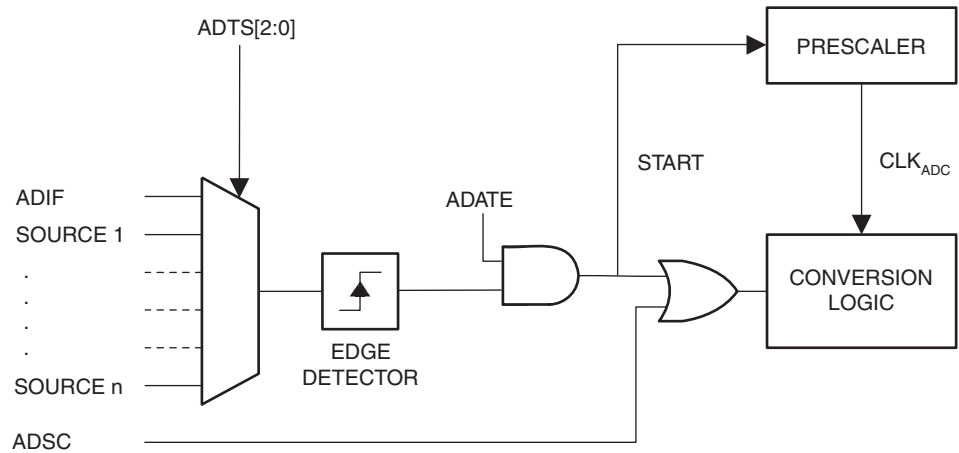 ADTS[2:0]
PRESCALER
START
CLKADC
ADIF
ADATE
SOURCE 1
.
.
.
.
CONVERSION
LOGIC
EDGE
DETECTOR
SOURCE n
ADSC